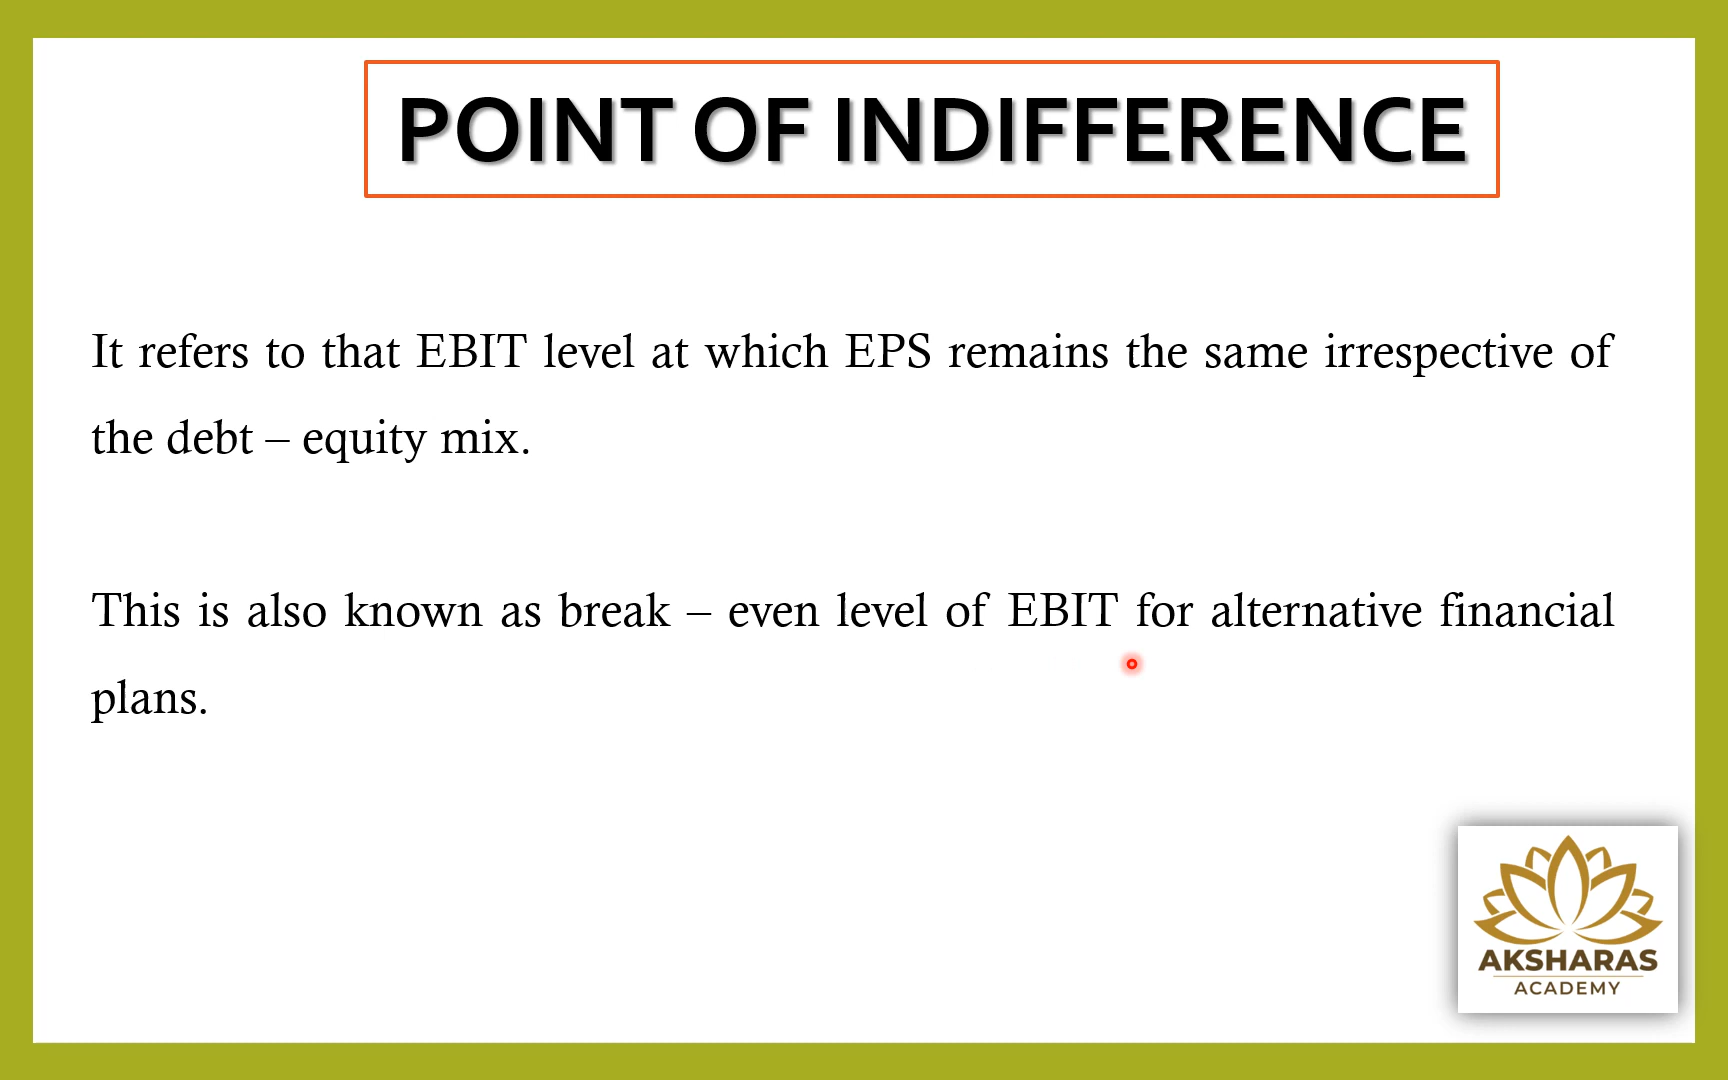 POINT OF INDIFFERENCE
It refers to that EBIT level at which EPS remains the same irrespective of
the debt – equity mix.
This is also known as break – even level of EBIT for alternative financial
plans.
AKSHARAS
ACADEMY